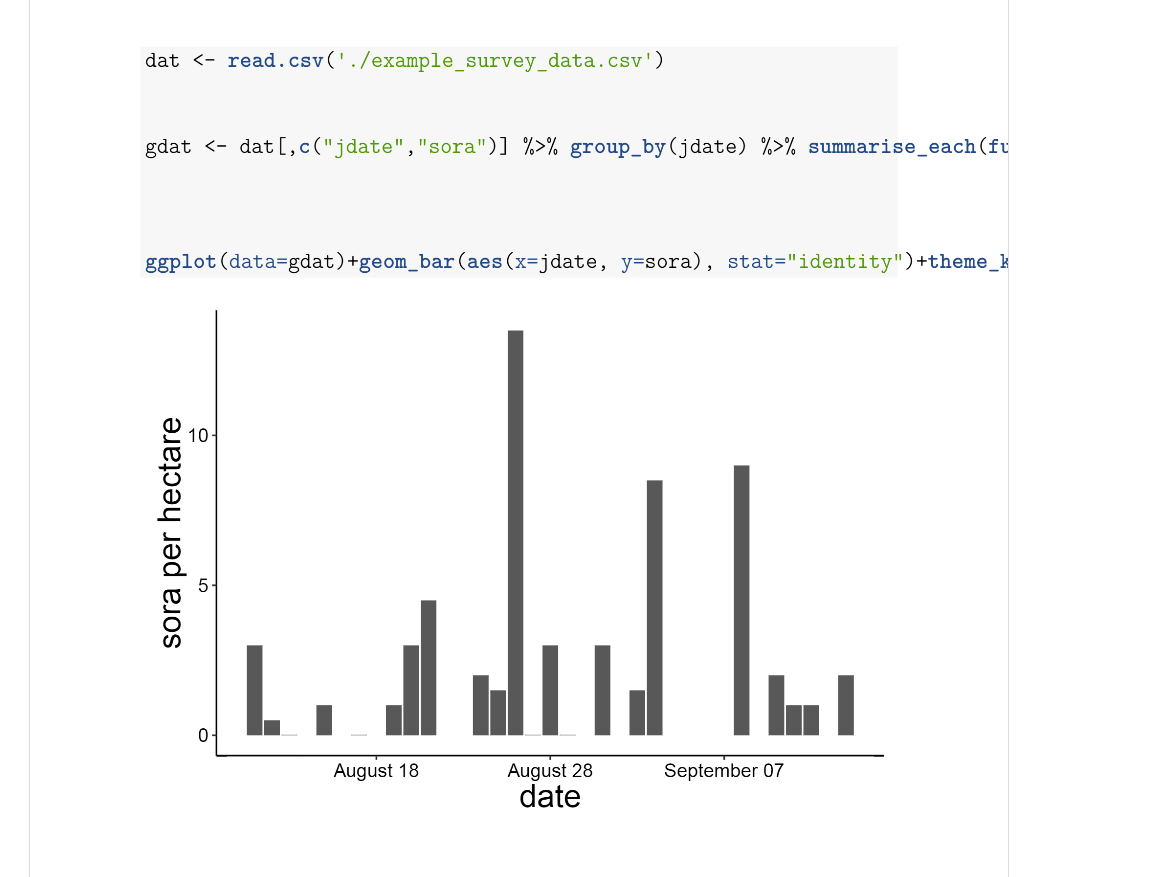 dat <- read.csv('./example_survey_data.csv')
gdat <- dat[,c("jdate","sora")] %>% group_by(jdate) %>% summarise_each(fu
ggplot(data=gdat)+geom_bar(aes(x=jdate, y=sora), stat="identity")+theme_k
sora per hectare
10
5
0
August 18 August 28 September 07
date